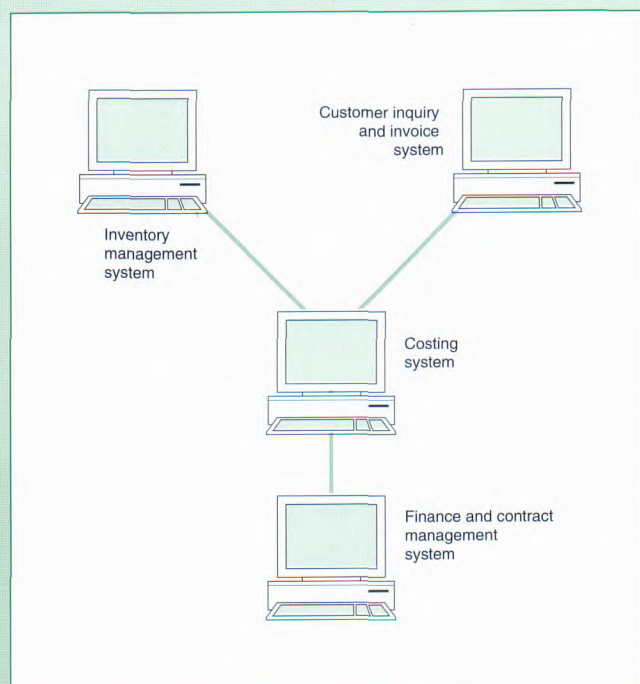 Customer inquiry
and invoice
system
Inventory
management
system
Costing
system
Finance and contract
management
system